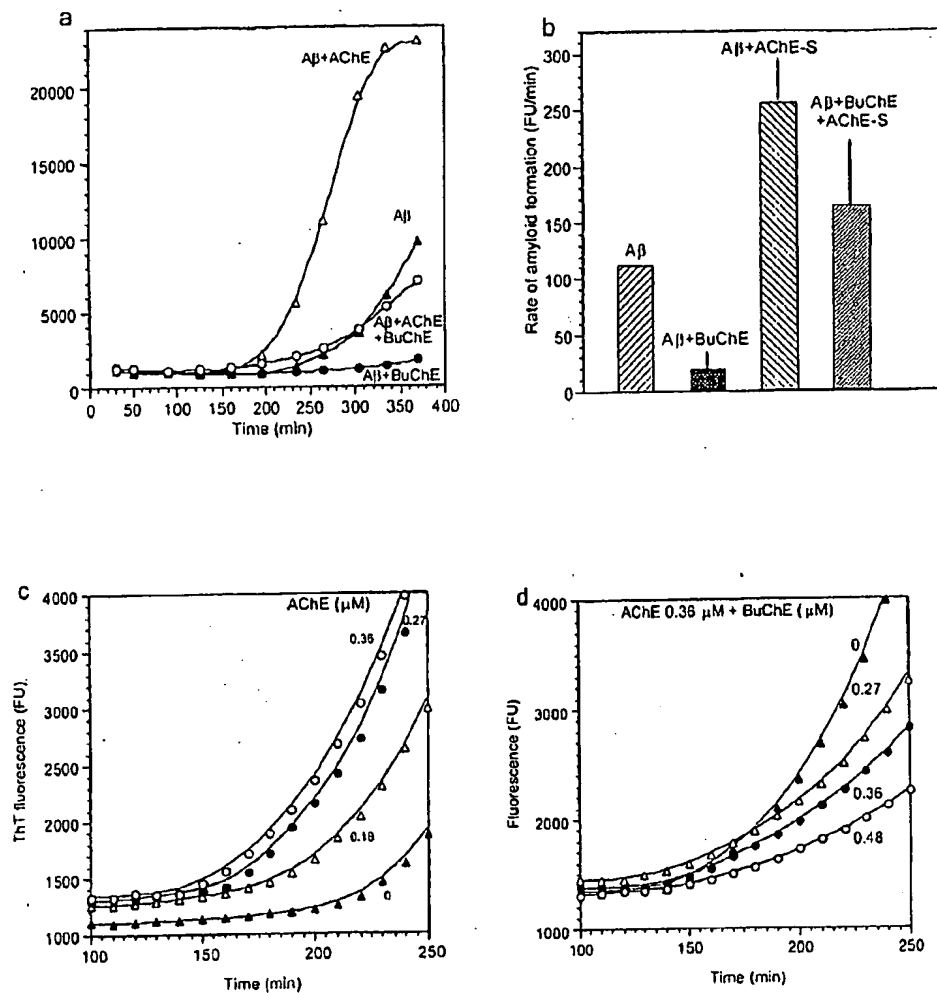 a
Aβ+AChE
Aβ
Aβ+AChE
+BuChE
Aβ+BuChE
20000
15000
10000
5000
0
0 50 100 150 200 250 300 350 400
Time (min)
b
Rate of amyloid formation (FU/min)
300
250
200
150
100
50
0
Aβ
Aβ+BuChE
Aβ+AChE-S
Aβ+BuChE
+AChE-S
c
AChE (μM)
0.36
0.27
0.18
0
ThT fluorescence (FU)
4000
3500
3000
2500
2000
1500
1000
100 150 200 250
Time (min)
d
AChE 0.36 μM + BuChE (μM)
0
0.27
0.36
0.48
Fluorescence (FU)
4000
3000
2000
1000
100 150 200 250
Time (min)